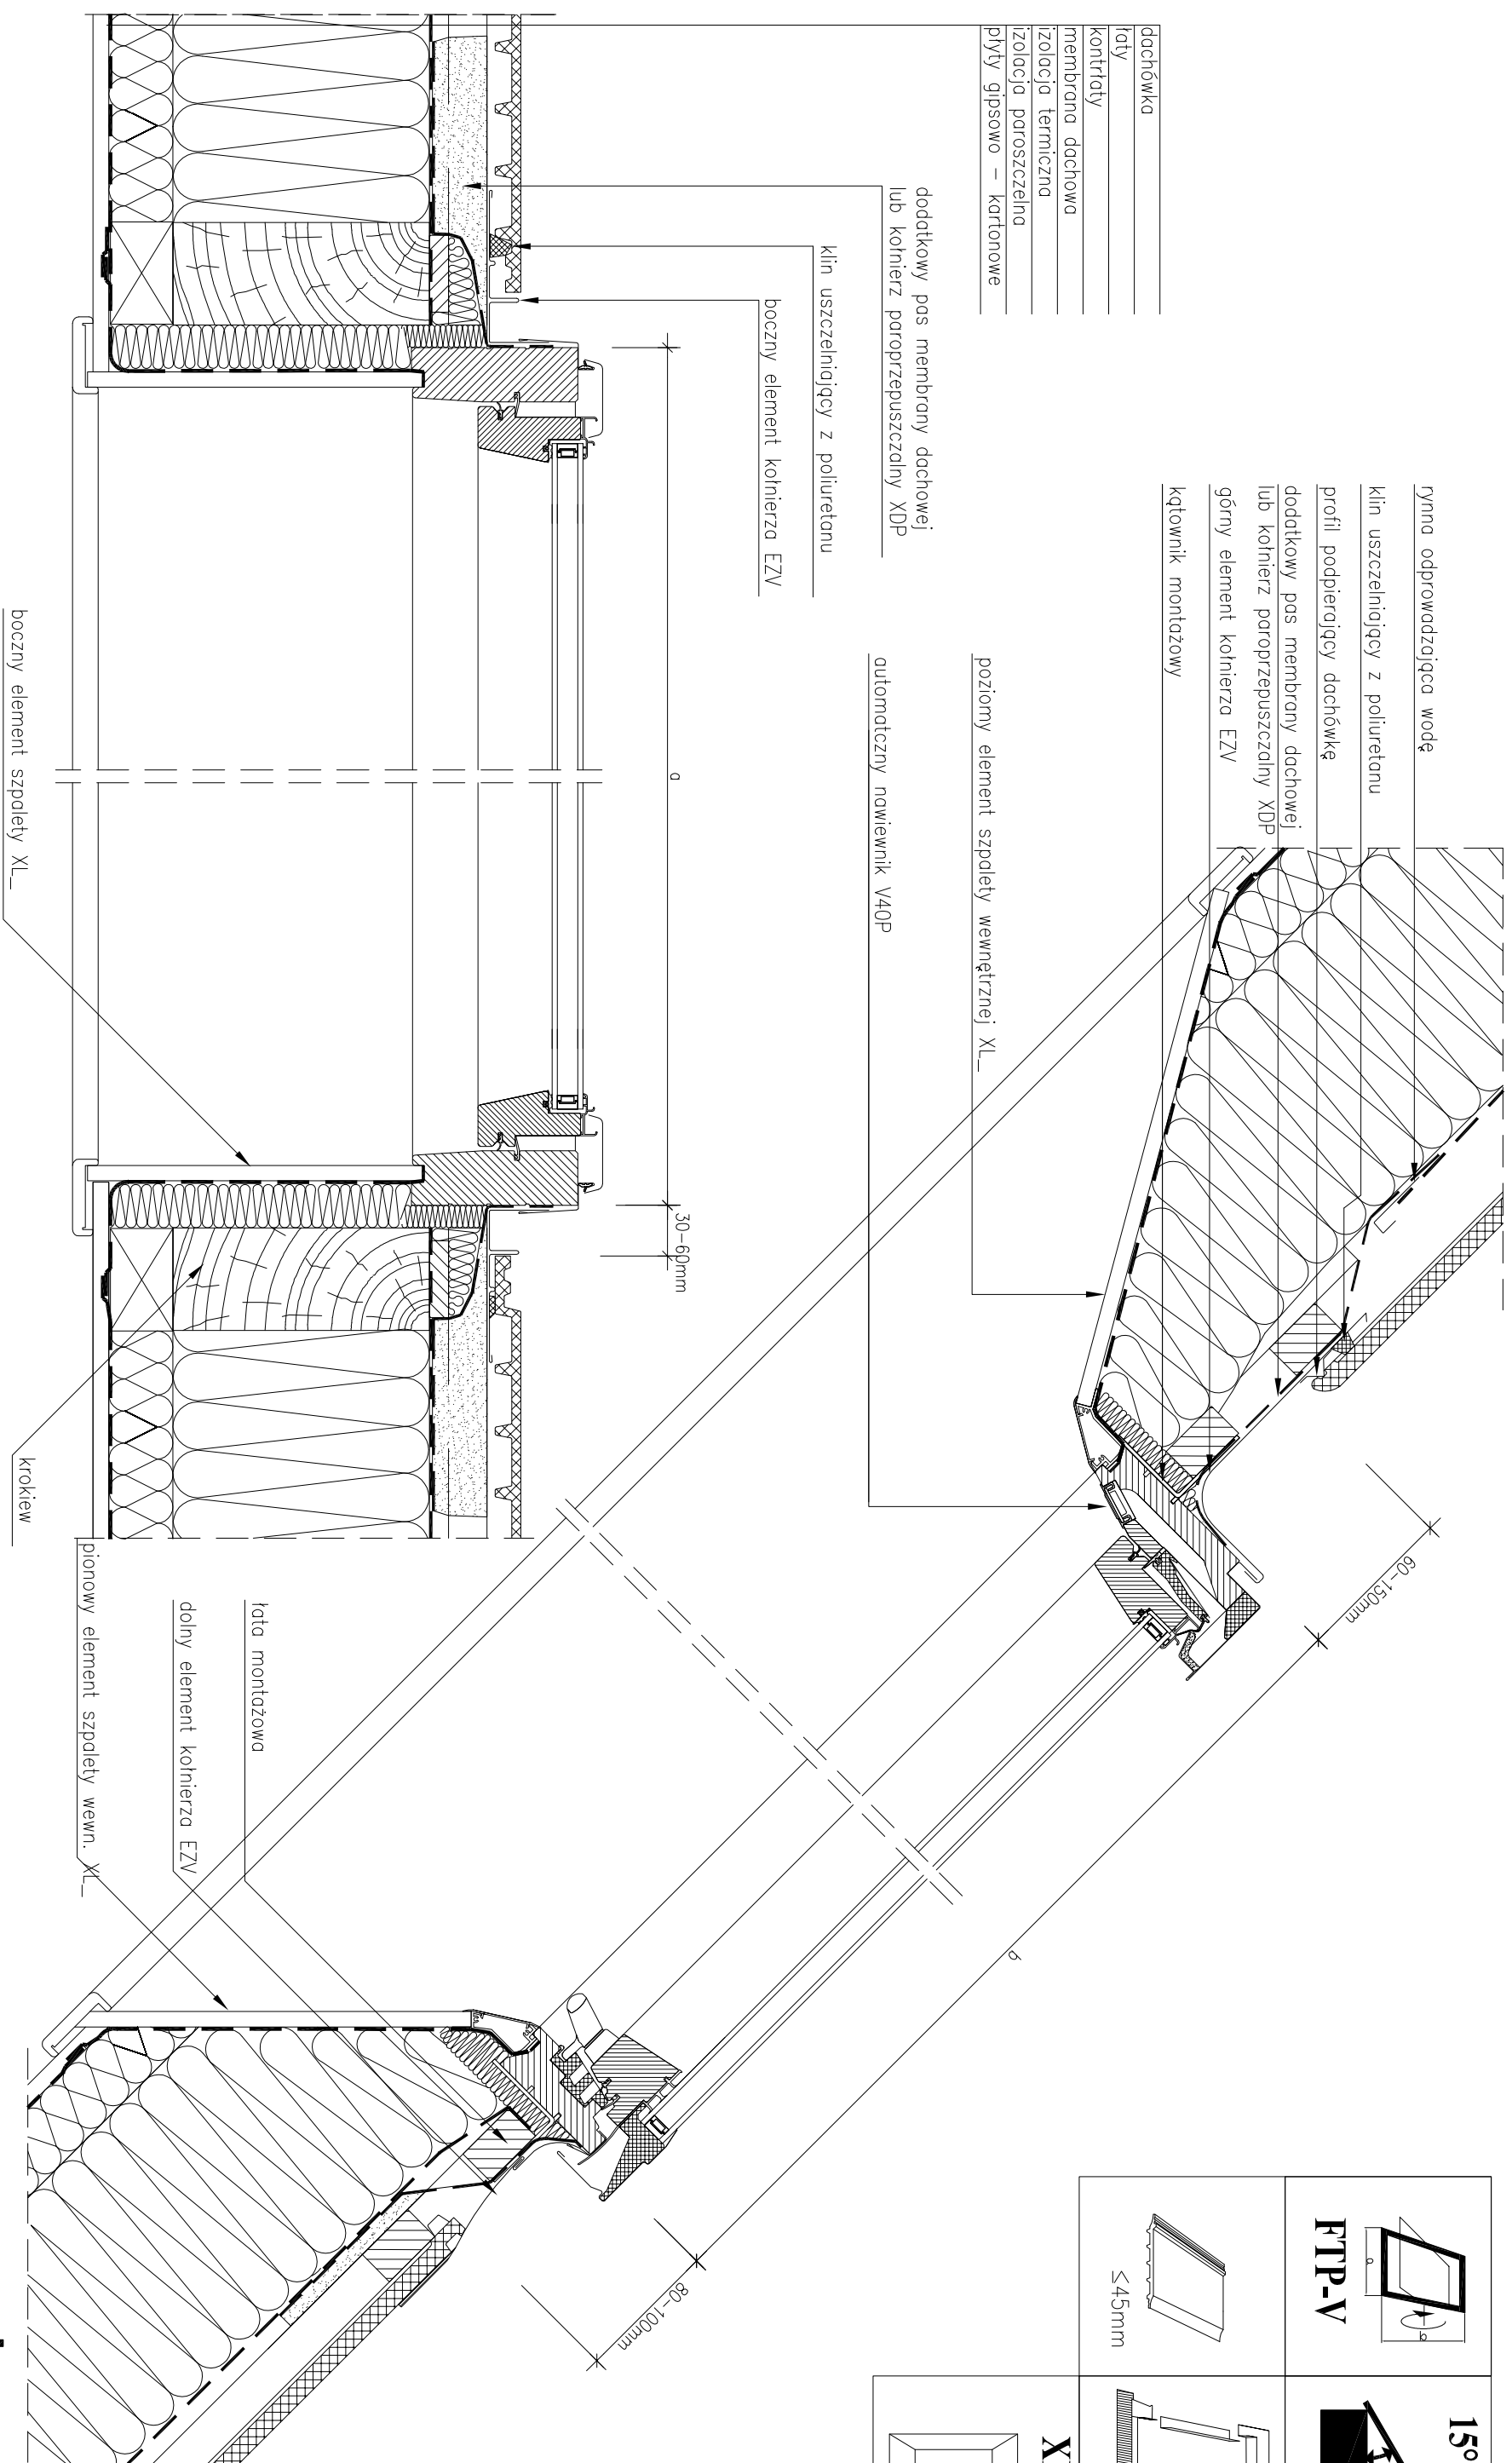 dachówka
łaty
kontrłaty
membrana dachowa
izolacja termiczna
izolacja paroszczelna
płyty gipsowo – kartonowe
dodatkowy pas membrany dachowej
lub kołnierz paroprzepuszczalny XDP
klin uszczelniający z poliuretanu
boczny element kołnierza EZV
a
30-60mm
boczny element szpalety XL_
krokiew
rynna odprowadzająca wodę
klin uszczelniający z poliuretanu
profil podpierający dachówkę
dodatkowy pas membrany dachowej
lub kołnierz paroprzepuszczalny XDP
górny element kołnierza EZV
kątownik montażowy
poziomy element szpalety wewnętrznej XL_
automatczny nawiewnik V40P
60-150mm
b
80-100mm
łata montażowa
dolny element kołnierza EZV
pionowy element szpalety wewn. XL_
a
b
FTP-V
15°
≤45mm